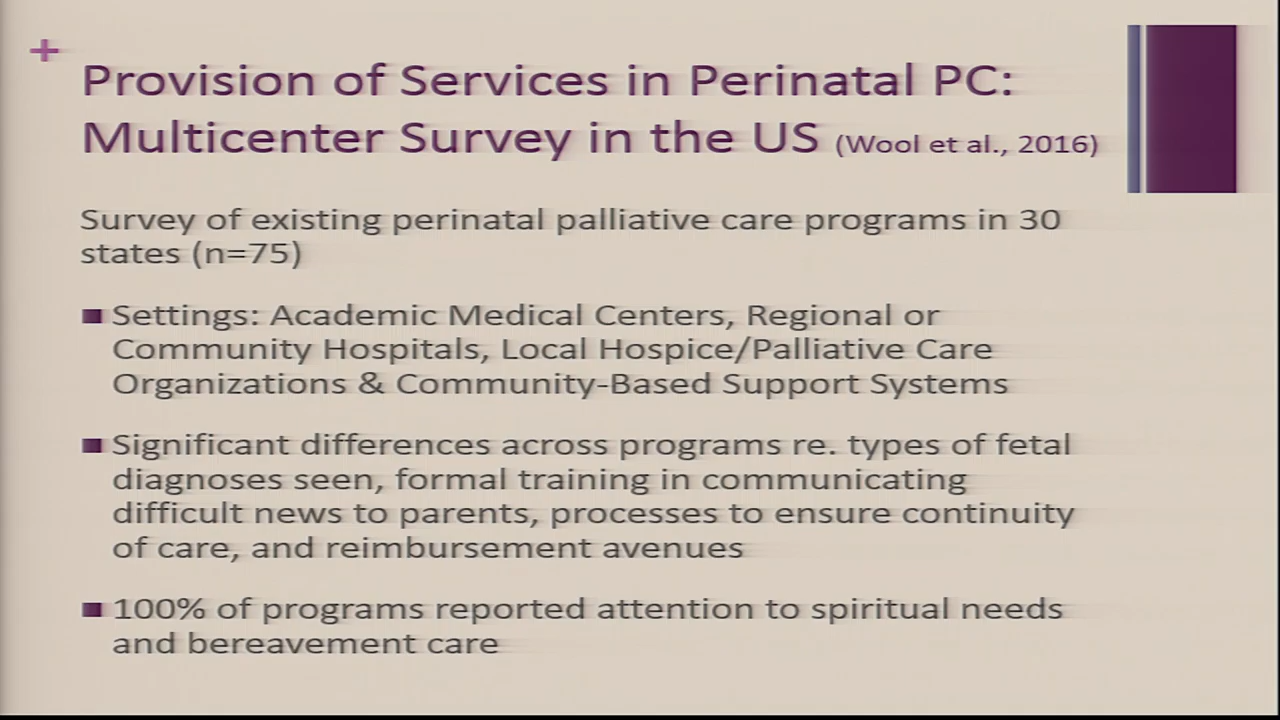 +
Provision of Services in Perinatal PC:
Multicenter Survey in the US (Wool et al., 2016)
Survey of existing perinatal palliative care programs in 30
states (n=75)
Settings: Academic Medical Centers, Regional or
Community Hospitals, Local Hospice/Palliative Care
Organizations & Community-Based Support Systems
Significant differences across programs re. types of fetal
diagnoses seen, formal training in communicating
difficult news to parents, processes to ensure continuity
of care, and reimbursement avenues
100% of programs reported attention to spiritual needs
and bereavement care